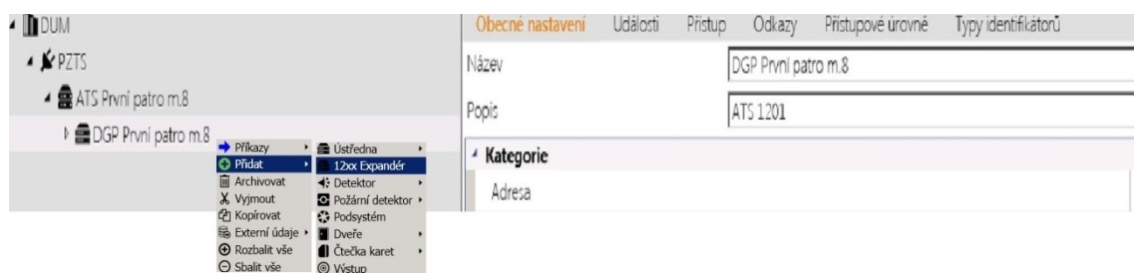 DUM
PZTS
ATS První patro m.8
DGP První patro m.8
Příkazy
Přidat
Archivovat
Vyjmout
Kopírovat
Externí údaje
Rozbalit vše
Sbalit vše
Ústředna
12xx Expandér
Detektor
Požární detektor
Podsystém
Dveře
Čtečka karet
Výstup
Obecné nastavení Události Přístup Odkazy Přístupové úrovně Typy identifikátorů
Název DGP První patro m.8
Popis ATS 1201
Kategorie
Adresa